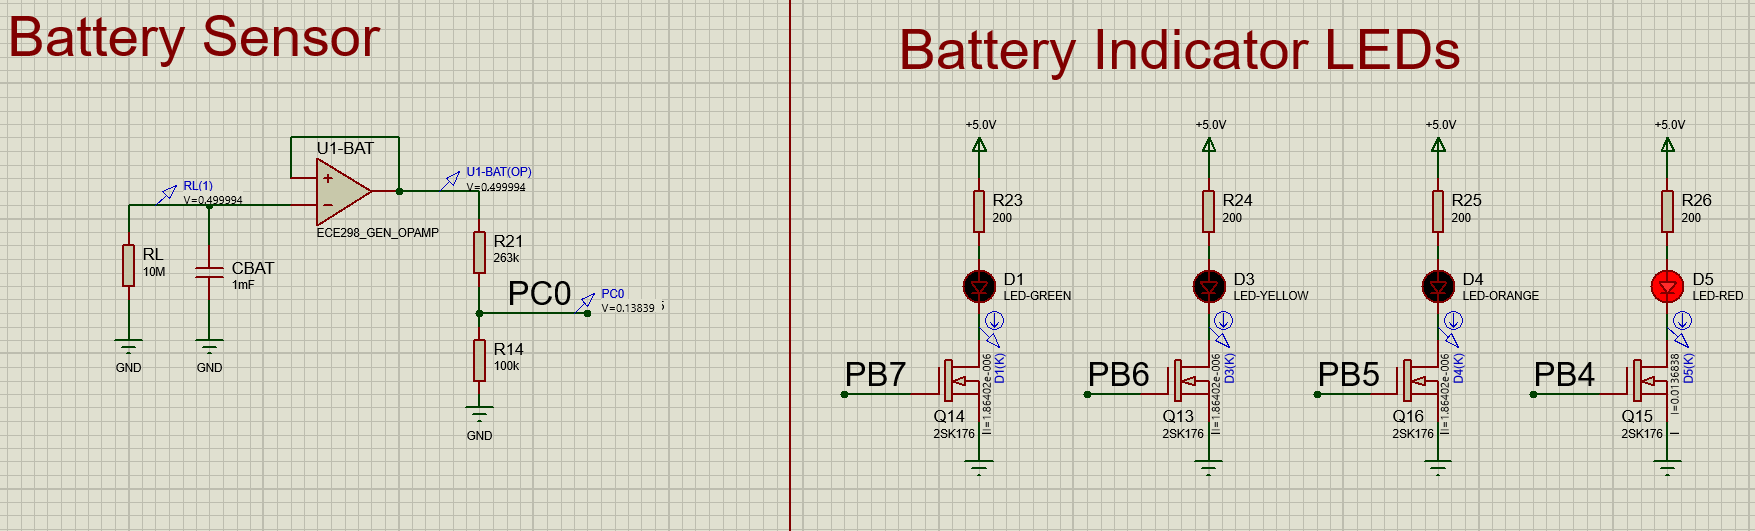 Battery Sensor
Battery Indicator LEDs
U1-BAT
+
−
ECE298_GEN_OPAMP
RL(1)
V=0.499994
U1-BAT(OP)
V=0.499994
RL
10M
CBAT
1mF
R21
263k
PC0
PC0
V=0.13839
R14
100k
GND
GND
GND
+5.0V
R23
200
D1
LED-GREEN
D1(K)
I=1.86402e-006
PB7
Q14
2SK176
+5.0V
R24
200
D3
LED-YELLOW
D3(K)
I=1.86402e-006
PB6
Q13
2SK176
+5.0V
R25
200
D4
LED-ORANGE
D4(K)
I=1.86402e-006
PB5
Q16
2SK176
+5.0V
R26
200
D5
LED-RED
D5(K)
I=0.0136838
PB4
Q15
2SK176